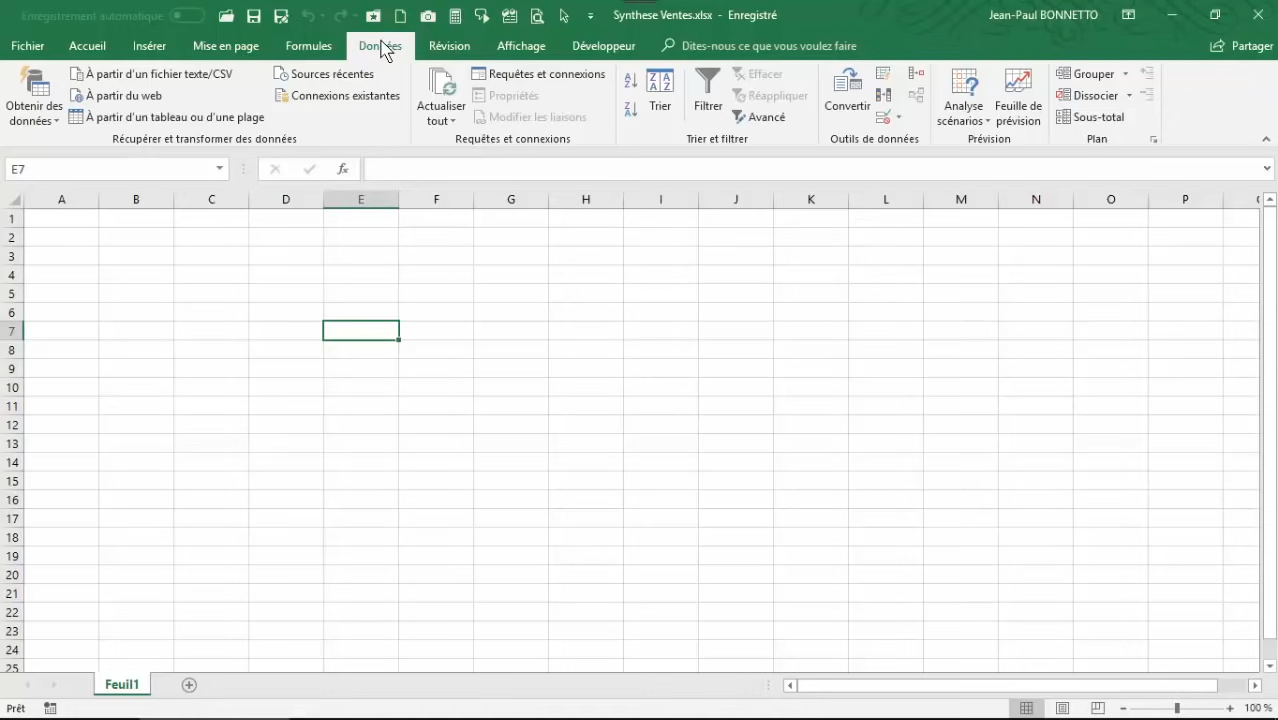 Enregistrement automatique
Synthese Ventes.xlsx - Enregistré
Jean-Paul BONNETTO
Fichier
Accueil
Insérer
Mise en page
Formules
Données
Révision
Affichage
Développeur
Dites-nous ce que vous voulez faire
Partager
Obtenir des données
À partir d'un fichier texte/CSV
À partir du web
À partir d'un tableau ou d'une plage
Sources récentes
Connexions existantes
Récupérer et transformer des données
Actualiser tout
Requêtes et connexions
Propriétés
Modifier les liaisons
Requêtes et connexions
Trier
Filtrer
Effacer
Réappliquer
Avancé
Trier et filtrer
Convertir
Outils de données
Analyse scénarios
Feuille de prévision
Prévision
Grouper
Dissocier
Sous-total
Plan
E7
fx
A B C D E F G H I J K L M N O P
1
2
3
4
5
6
7
8
9
10
11
12
13
14
15
16
17
18
19
20
21
22
23
24
25
Feuil1
Prêt
100 %